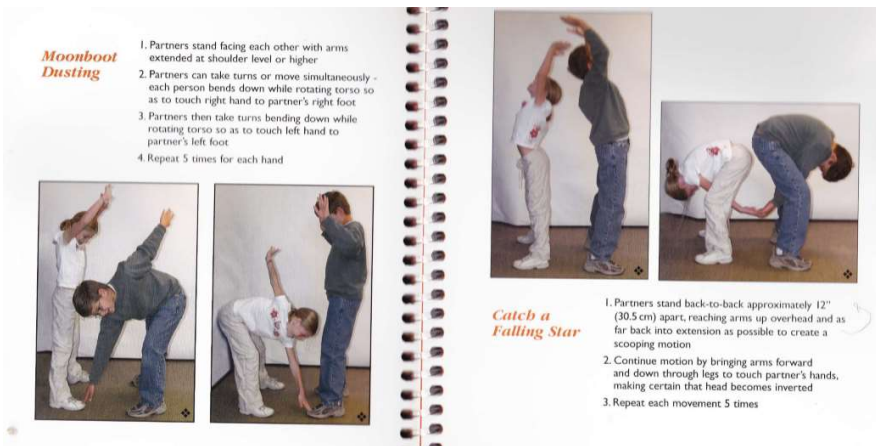 Moonboot
Dusting
1. Partners stand facing each other with arms
extended at shoulder level or higher
2. Partners can take turns or move simultaneously -
each person bends down while rotating torso so
as to touch right hand to partner's right foot
3. Partners then take turns bending down while
rotating torso so as to touch left hand to
partner's left foot
4. Repeat 5 times for each hand
Catch a
Falling Star
1. Partners stand back-to-back approximately 12"
(30.5 cm) apart, reaching arms up overhead and as
far back into extension as possible to create a
scooping motion
2. Continue motion by bringing arms forward
and down through legs to touch partner's hands,
making certain that head becomes inverted
3. Repeat each movement 5 times